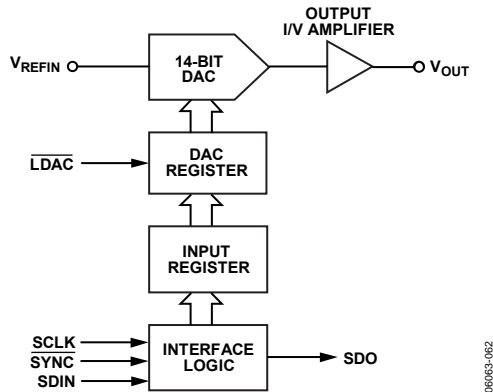 OUTPUT
I/V AMPLIFIER
VREFIN
14-BIT
DAC
VOUT
LDAC
DAC
REGISTER
INPUT
REGISTER
SCLK
SYNC
SDIN
INTERFACE
LOGIC
SDO
06063-062